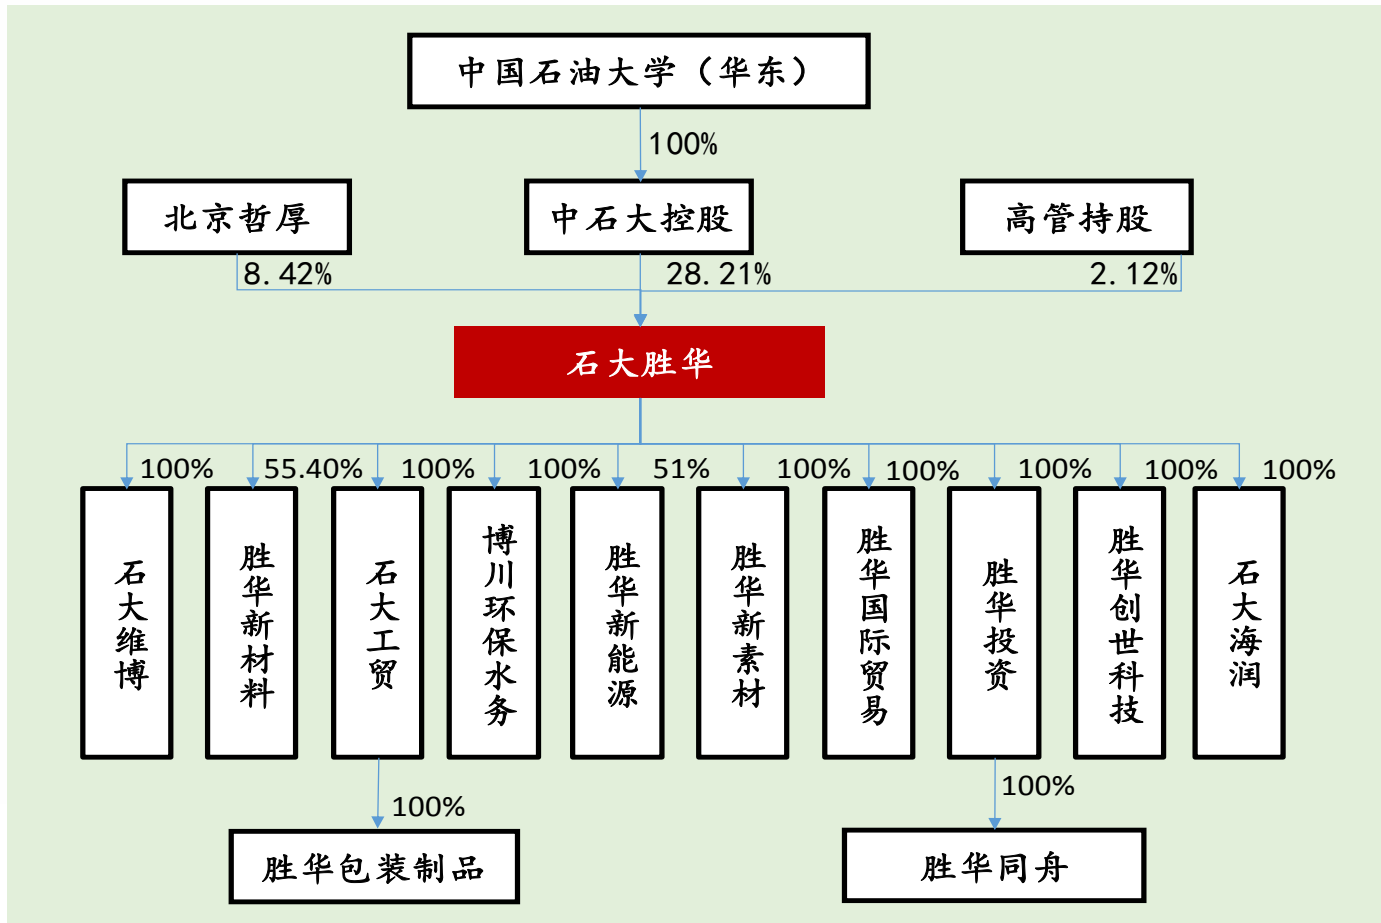 中国石油大学（华东）
100%
北京哲厚
中石大控股
高管持股
8.42%
28.21%
2.12%
石大胜华
100%
55.40%
100%
100%
51%
100%
100%
100%
100%
100%
石大维博
胜华新材料
石大工贸
博川环保水务
胜华新能源
胜华新素材
胜华国际贸易
胜华投资
胜华创世科技
石大海润
100%
100%
胜华包装制品
胜华同舟